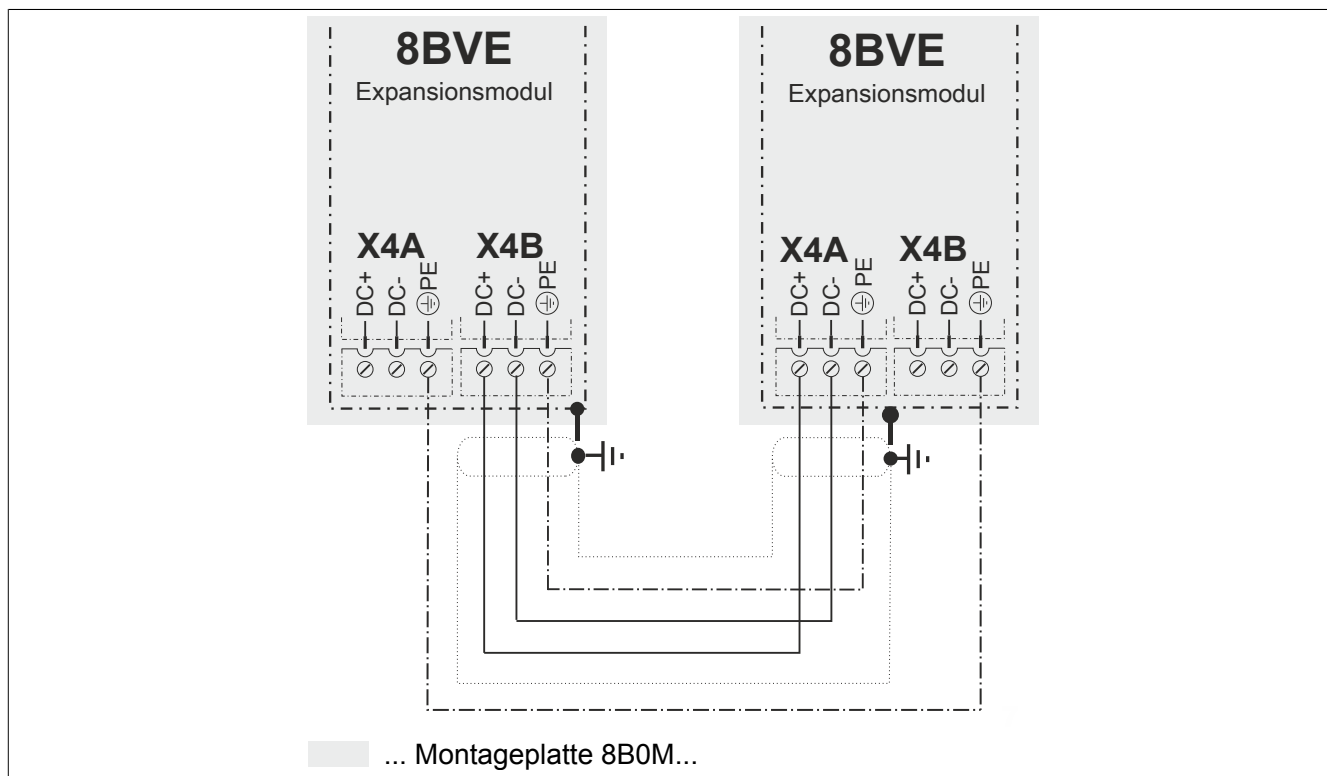 8BVE
Expansionsmodul
X4A X4B
DC+ DC- PE DC+ DC- PE
8BVE
Expansionsmodul
X4A X4B
DC+ DC- PE DC+ DC- PE
... Montageplatte 8B0M...